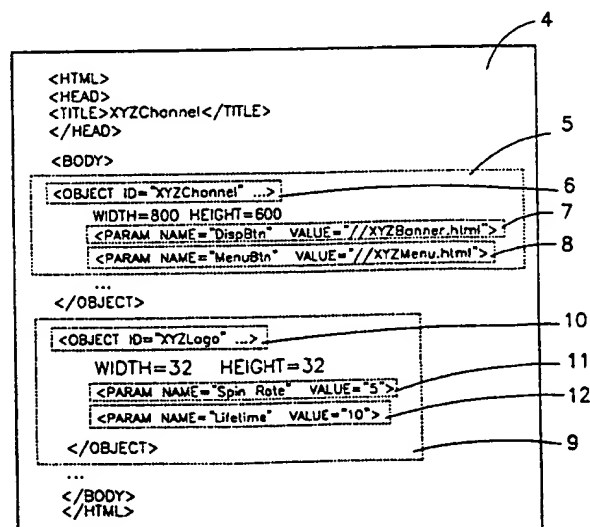 4
<HTML>
<HEAD>
<TITLE>XYZChannel</TITLE>
</HEAD>
<BODY>
5
<OBJECT ID="XYZChannel" ...>
6
WIDTH=800 HEIGHT=600
7
<PARAM NAME="DispBtn" VALUE="//XYZBanner.html">
<PARAM NAME="MenuBtn" VALUE="//XYZMenu.html">
8
...
</OBJECT>
<OBJECT ID="XYZLogo" ...>
10
WIDTH=32 HEIGHT=32
11
<PARAM NAME="Spin Rate" VALUE="5">
<PARAM NAME="Lifetime" VALUE="10">
12
</OBJECT>
9
...
</BODY>
</HTML>